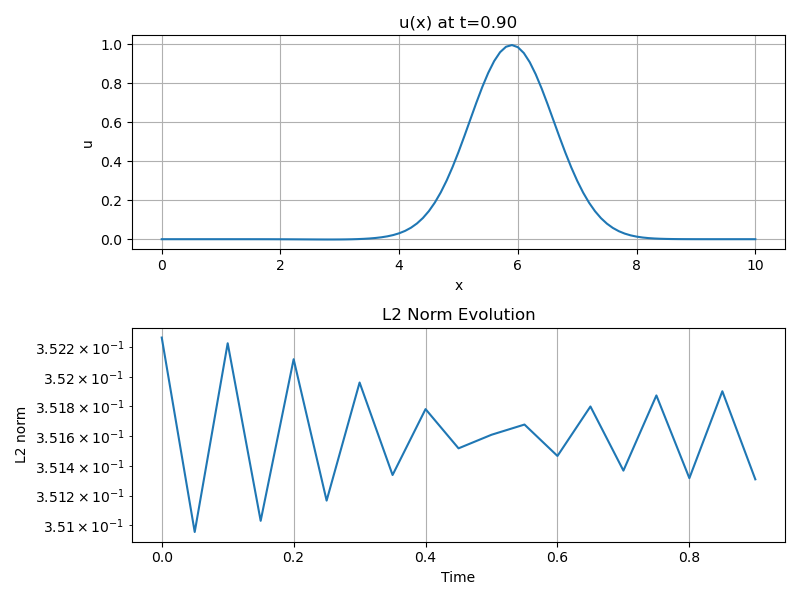 u(x) at t=0.90
1.0
0.8
0.6
0.4
0.2
0.0
u
0 2 4 6 8 10
x
L2 Norm Evolution
3.522 × 10⁻¹
3.52 × 10⁻¹
3.518 × 10⁻¹
3.516 × 10⁻¹
3.514 × 10⁻¹
3.512 × 10⁻¹
3.51 × 10⁻¹
L2 norm
0.0 0.2 0.4 0.6 0.8
Time